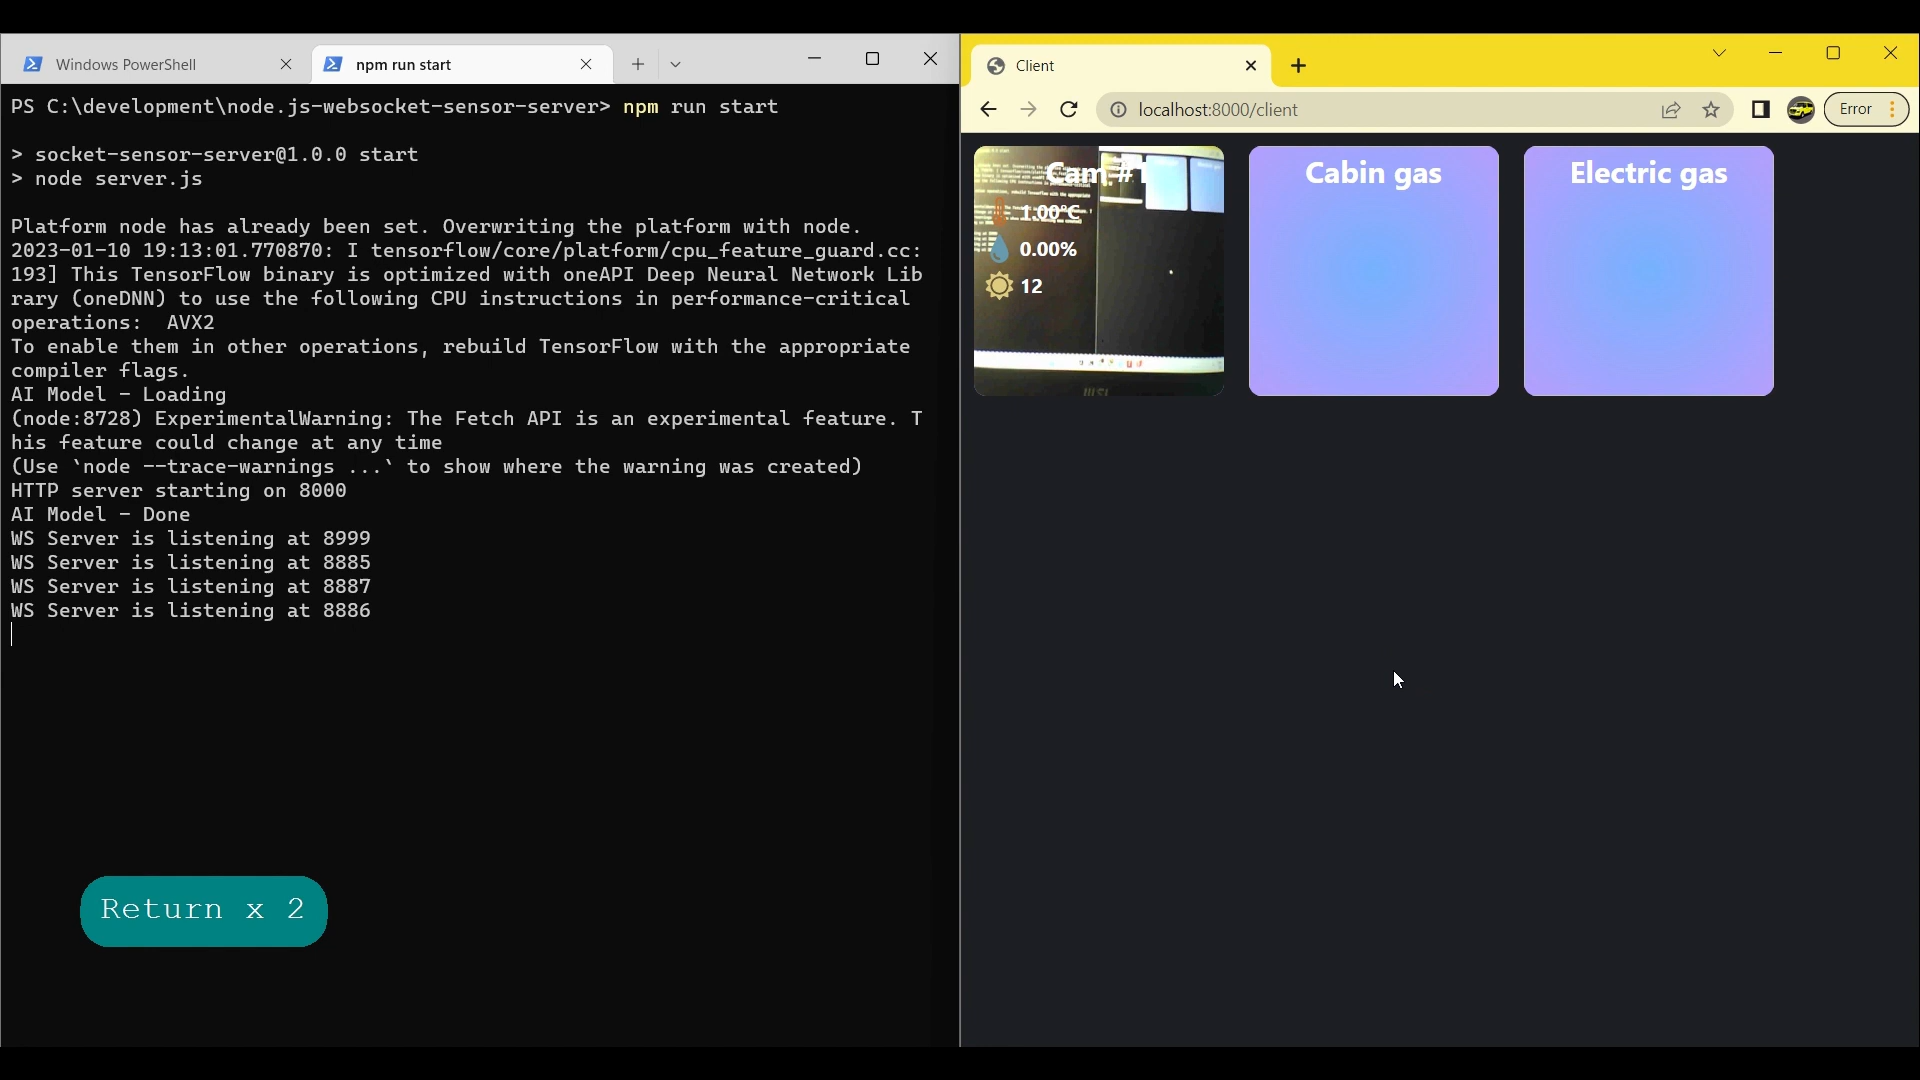 Windows PowerShell
npm run start
PS C:\development\node.js-websocket-sensor-server> npm run start
> socket-sensor-server@1.0.0 start
> node server.js
Platform node has already been set. Overwriting the platform with node.
2023-01-10 19:13:01.770870: I tensorflow/core/platform/cpu_feature_guard.cc:
193] This TensorFlow binary is optimized with oneAPI Deep Neural Network Lib
rary (oneDNN) to use the following CPU instructions in performance-critical
operations:  AVX2
To enable them in other operations, rebuild TensorFlow with the appropriate
compiler flags.
AI Model - Loading
(node:8728) ExperimentalWarning: The Fetch API is an experimental feature. T
his feature could change at any time
(Use `node --trace-warnings ...` to show where the warning was created)
HTTP server starting on 8000
AI Model - Done
WS Server is listening at 8999
WS Server is listening at 8885
WS Server is listening at 8887
WS Server is listening at 8886
Return x 2
Client
localhost:8000/client
Error
Cam #1
1.00°C
0.00%
12
msi
Cabin gas
Electric gas